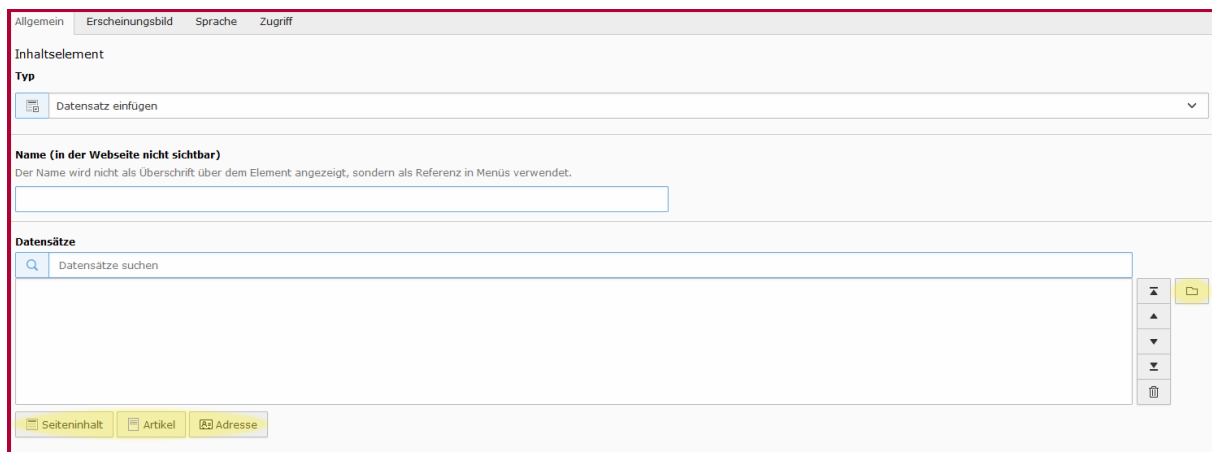 Allgemein Erscheinungsbild Sprache Zugriff
Inhaltselement
Typ
Datensatz einfügen
Name (in der Webseite nicht sichtbar)
Der Name wird nicht als Überschrift über dem Element angezeigt, sondern als Referenz in Menüs verwendet.
Datensätze
Datensätze suchen
Seiteninhalt Artikel Adresse